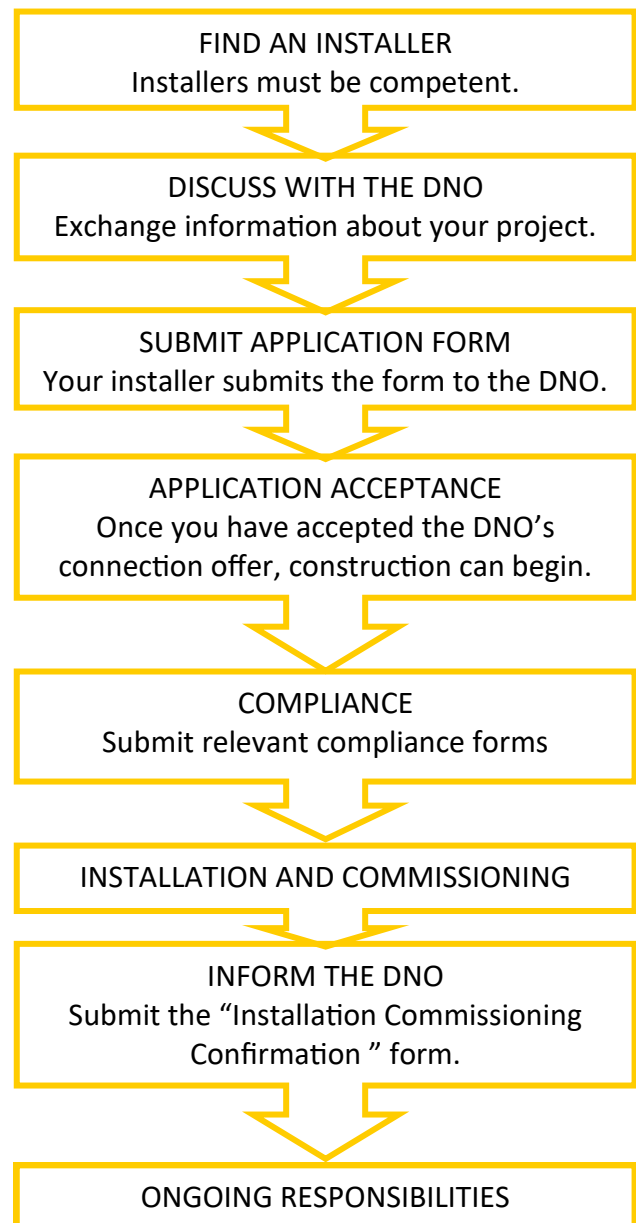 FIND AN INSTALLER
Installers must be competent.
DISCUSS WITH THE DNO
Exchange information about your project.
SUBMIT APPLICATION FORM
Your installer submits the form to the DNO.
APPLICATION ACCEPTANCE
Once you have accepted the DNO’s
connection offer, construction can begin.
COMPLIANCE
Submit relevant compliance forms
INSTALLATION AND COMMISSIONING
INFORM THE DNO
Submit the “Installation Commissioning
Confirmation ” form.
ONGOING RESPONSIBILITIES